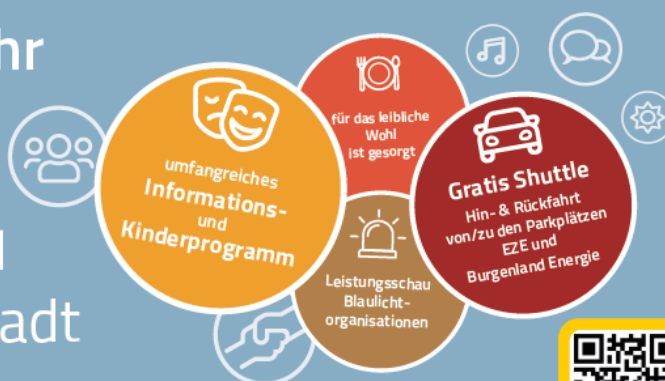 hr
adt
umfangreiches
Informations-
und
Kinderprogramm
für das leibliche
Wohl
ist gesorgt
Leistungsschau
Blaulicht-
organisationen
Gratis Shuttle
Hin- & Rückfahrt
von/zu den Parkplätzen
EZE und
Burgenland Energie